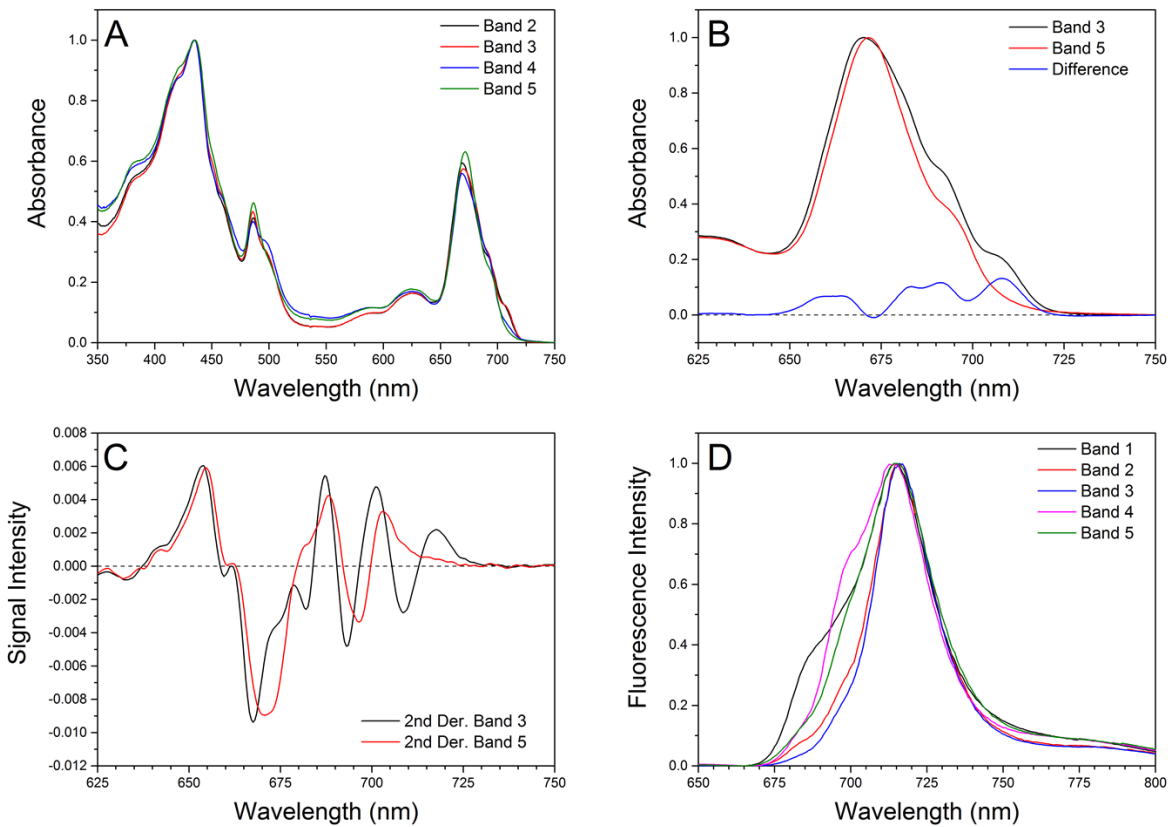 A
Band 2
Band 3
Band 4
Band 5
Absorbance
1.0
0.8
0.6
0.4
0.2
0.0
350 400 450 500 550 600 650 700 750
Wavelength (nm)
B
Band 3
Band 5
Difference
Absorbance
1.0
0.8
0.6
0.4
0.2
0.0
625 650 675 700 725 750
Wavelength (nm)
C
Signal Intensity
0.008
0.006
0.004
0.002
0.000
-0.002
-0.004
-0.006
-0.008
-0.010
-0.012
2nd Der. Band 3
2nd Der. Band 5
625 650 675 700 725 750
Wavelength (nm)
D
Band 1
Band 2
Band 3
Band 4
Band 5
Fluorescence Intensity
1.0
0.8
0.6
0.4
0.2
0.0
650 675 700 725 750 775 800
Wavelength (nm)